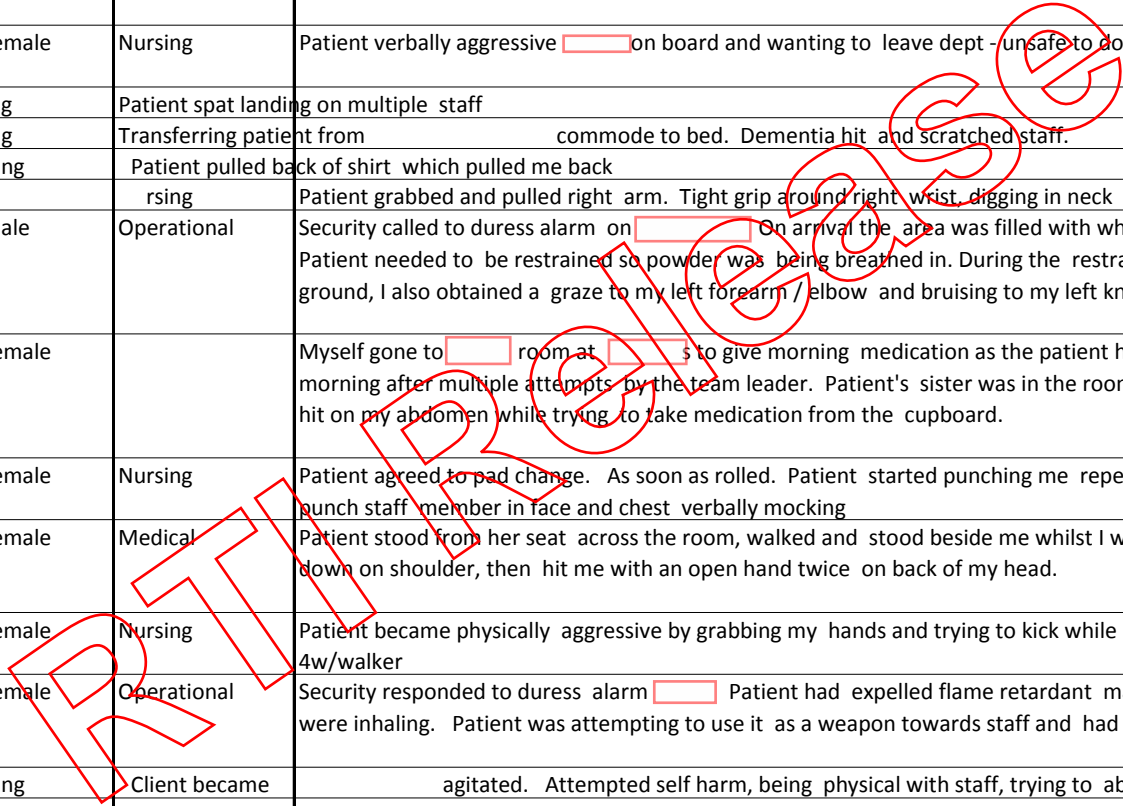 emale Nursing Patient verbally aggressive on board and wanting to leave dept - unsafe to do
g Patient spat landing on multiple staff
g Transferring patient from commode to bed. Dementia hit and scratched staff.
ng Patient pulled back of shirt which pulled me back
rsing Patient grabbed and pulled right arm. Tight grip around right wrist, digging in neck
ale Operational Security called to duress alarm on On arrival the area was filled with wh
Patient needed to be restrained so powder was being breathed in. During the restra
ground, I also obtained a graze to my left forearm / elbow and bruising to my left kn
emale Myself gone to room at s to give morning medication as the patient h
morning after multiple attempts by the team leader. Patient's sister was in the room
hit on my abdomen while trying to take medication from the cupboard.
emale Nursing Patient agreed to pad change. As soon as rolled. Patient started punching me repe
punch staff member in face and chest verbally mocking
emale Medical Patient stood from her seat across the room, walked and stood beside me whilst I w
down on shoulder, then hit me with an open hand twice on back of my head.
emale Nursing Patient became physically aggressive by grabbing my hands and trying to kick while
4w/walker
emale Operational Security responded to duress alarm Patient had expelled flame retardant m
were inhaling. Patient was attempting to use it as a weapon towards staff and had
ng Client became agitated. Attempted self harm, being physical with staff, trying to ab
RTI Release